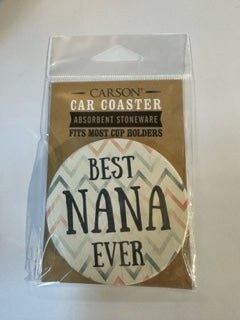 CARSON®
CAR COASTER
ABSORBENT STONEWARE
FITS MOST CUP HOLDERS
BEST
NANA
EVER